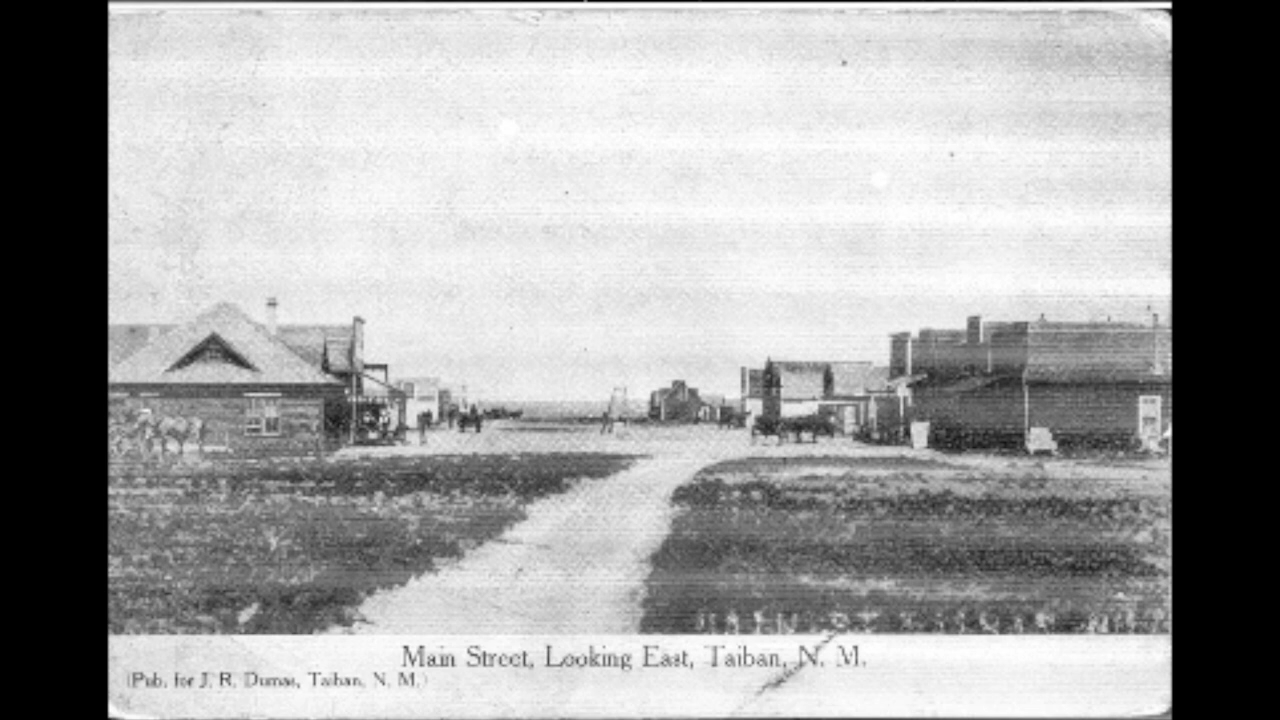 Main Street, Looking East, Taiban, N. M.
(Pub. for J. R. Dumas, Taiban, N. M.)